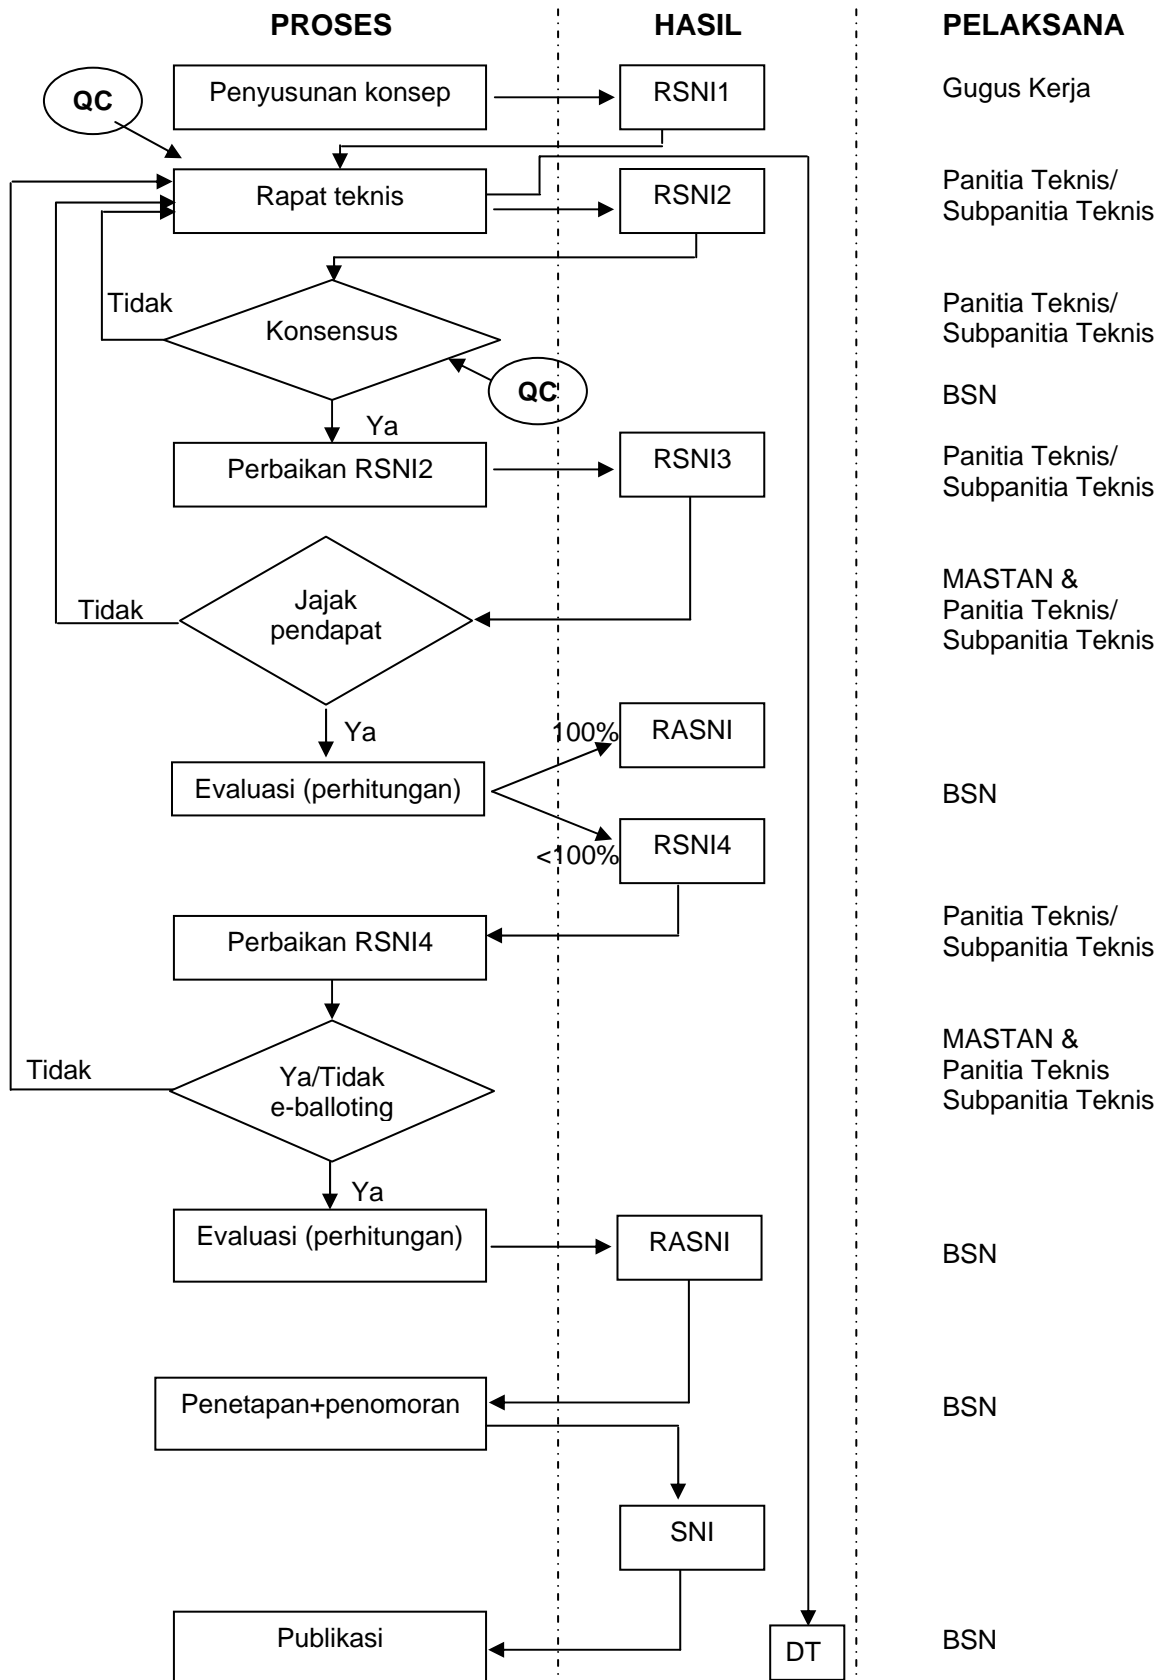 PROSES HASIL PELAKSANA
QC
Penyusunan konsep
RSNI1
Gugus Kerja
Rapat teknis
RSNI2
Panitia Teknis/
Subpanitia Teknis
Tidak
Konsensus
Panitia Teknis/
Subpanitia Teknis
QC
BSN
Ya
Perbaikan RSNI2
RSNI3
Panitia Teknis/
Subpanitia Teknis
Tidak
Jajak
pendapat
MASTAN &
Panitia Teknis/
Subpanitia Teknis
Ya
100%
RASNI
Evaluasi (perhitungan)
BSN
<100%
RSNI4
Perbaikan RSNI4
Panitia Teknis/
Subpanitia Teknis
Tidak
Ya/Tidak
e-balloting
MASTAN &
Panitia Teknis
Subpanitia Teknis
Ya
Evaluasi (perhitungan)
RASNI
BSN
Penetapan+penomoran
BSN
SNI
Publikasi
DT
BSN